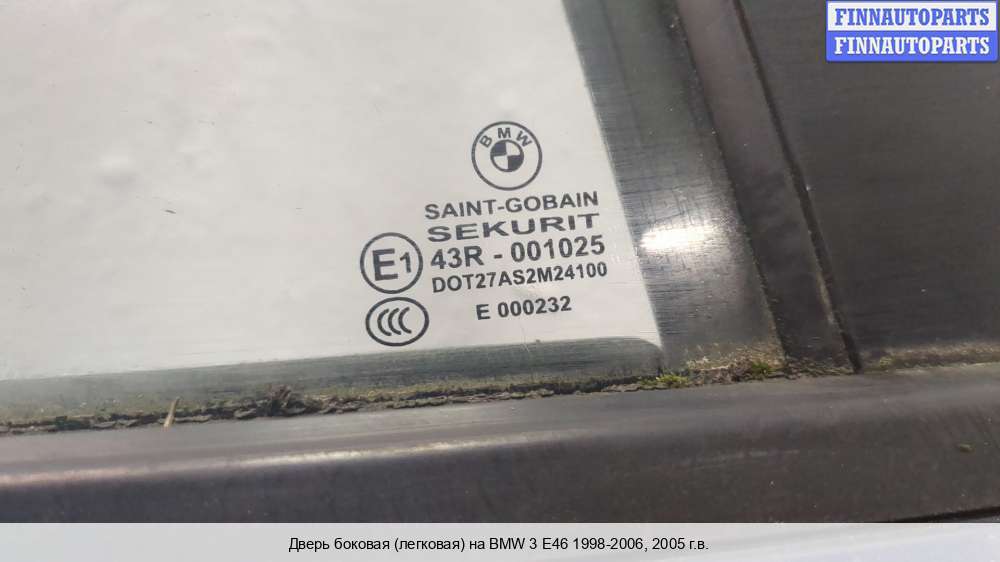 FINNAUTOPARTS
FINNAUTOPARTS
BMW
SAINT-GOBAIN
SEKURIT
E1 43R - 001025
DOT27AS2M24100
E 000232
CCC
Дверь боковая (легковая) на BMW 3 E46 1998-2006, 2005 г.в.